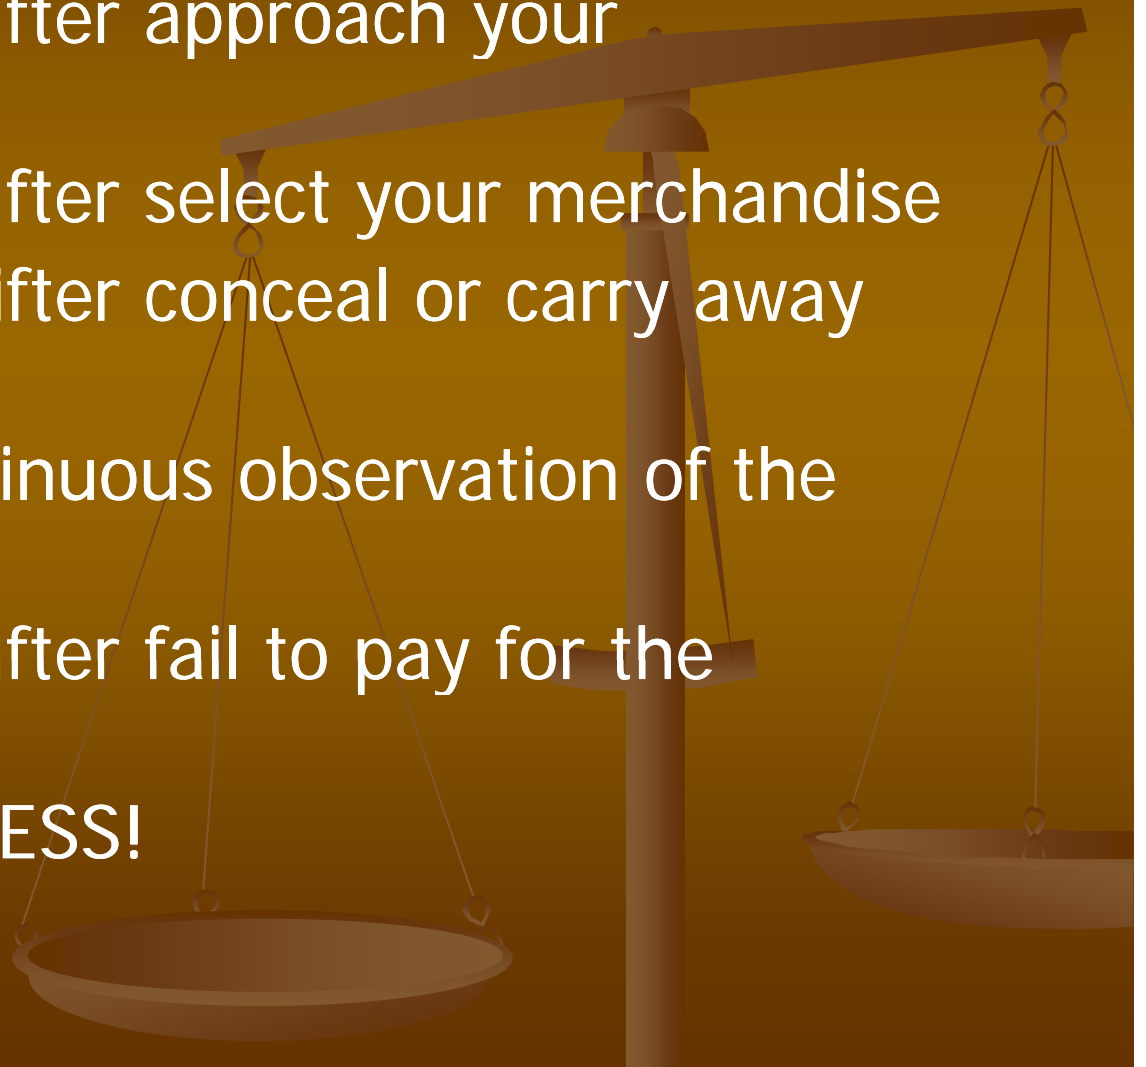 fter approach your
fter select your merchandise
ifter conceal or carry away
inuous observation of the
fter fail to pay for the
ESS!